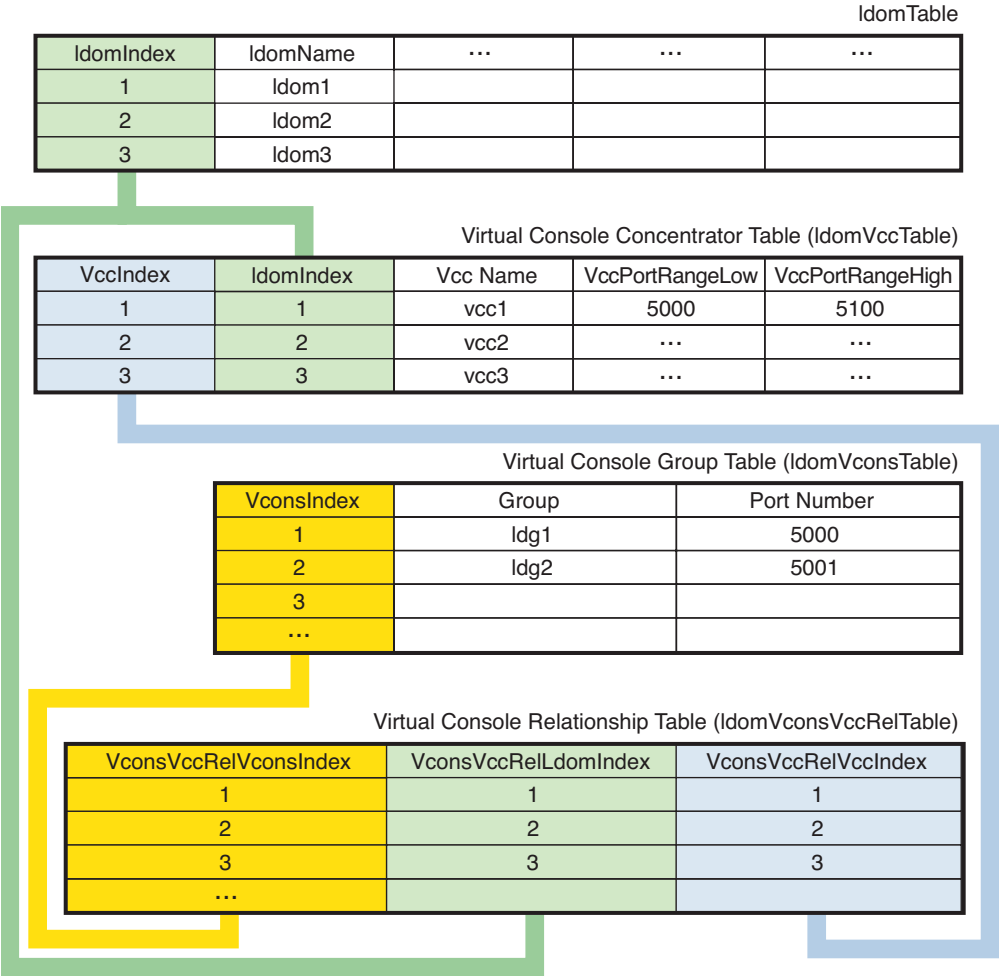 ldomTable
ldomIndex ldomName ... ... ...
1 ldom1
2 ldom2
3 ldom3
Virtual Console Concentrator Table (ldomVccTable)
VccIndex ldomIndex Vcc Name VccPortRangeLow VccPortRangeHigh
1 1 vcc1 5000 5100
2 2 vcc2 ... ...
3 3 vcc3 ... ...
Virtual Console Group Table (ldomVconsTable)
VconsIndex Group Port Number
1 ldg1 5000
2 ldg2 5001
3
...
Virtual Console Relationship Table (ldomVconsVccRelTable)
VconsVccRelVconsIndex VconsVccRelLdomIndex VconsVccRelVccIndex
1 1 1
2 2 2
3 3 3
...